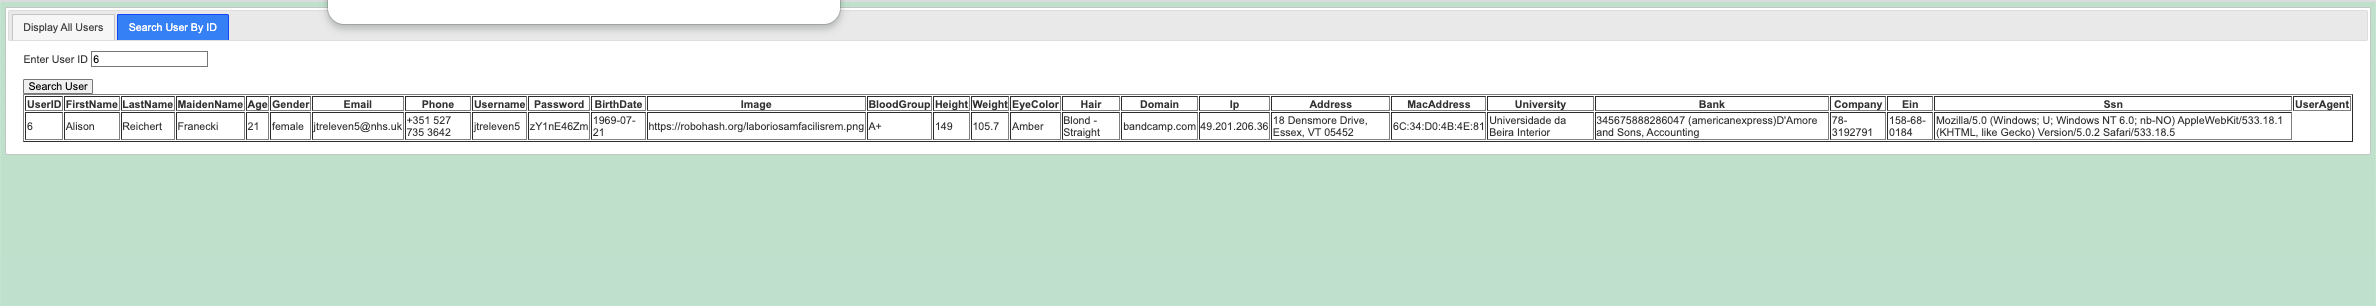 Display All Users Search User By ID
Enter User ID 6
Search User
UserID FirstName LastName MaidenName Age Gender Email Phone Username Password BirthDate Image BloodGroup Height Weight EyeColor Hair Domain Ip Address MacAddress University Bank Company Ein Ssn UserAgent
6 Alison Reichert Franecki 21 female jtreleven5@nhs.uk +351 527 735 3642 jtreleven5 zY1nE46Zm 1969-07-21 https://robohash.org/laboriosamfacilisrem.png A+ 149 105.7 Amber Blond - Straight bandcamp.com 49.201.206.36 18 Densmore Drive, Essex, VT 05452 6C:34:D0:4B:4E:81 Universidade da Beira Interior 345675888286047 (americanexpress)D'Amore and Sons, Accounting 78-3192791 158-68-0184 Mozilla/5.0 (Windows; U; Windows NT 6.0; nb-NO) AppleWebKit/533.18.1 (KHTML, like Gecko) Version/5.0.2 Safari/533.18.5